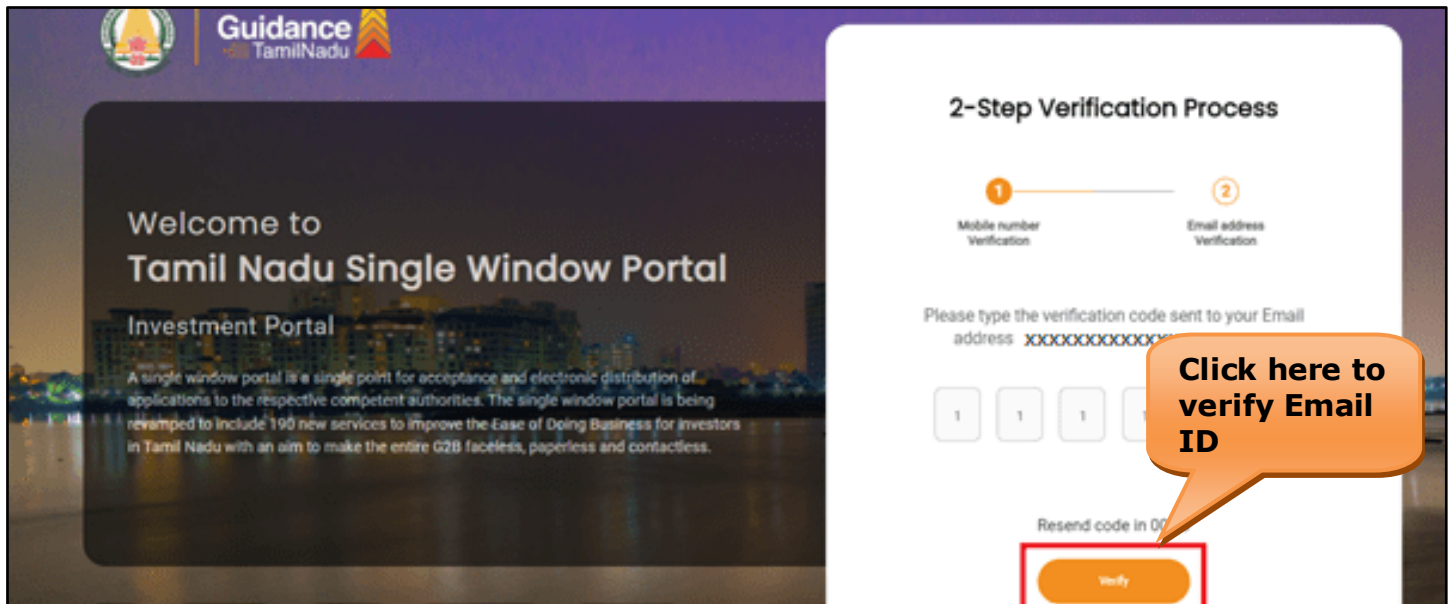 Guidance
TamilNadu
Welcome to
Tamil Nadu Single Window Portal
Investment Portal
A single window portal is a single point for acceptance and electronic distribution of
applications to the respective competent authorities. The single window portal is being
revamped to include 190 new services to improve the Ease of Doing Business for investors
in Tamil Nadu with an aim to make the entire G2B faceless, paperless and contactless.
2-Step Verification Process
1
2
Mobile number
Verification
Email address
Verification
Please type the verification code sent to your Email
address XXXXXXXXXXXX
1 1 1 1
Click here to
verify Email
ID
Resend code in 00
Verify